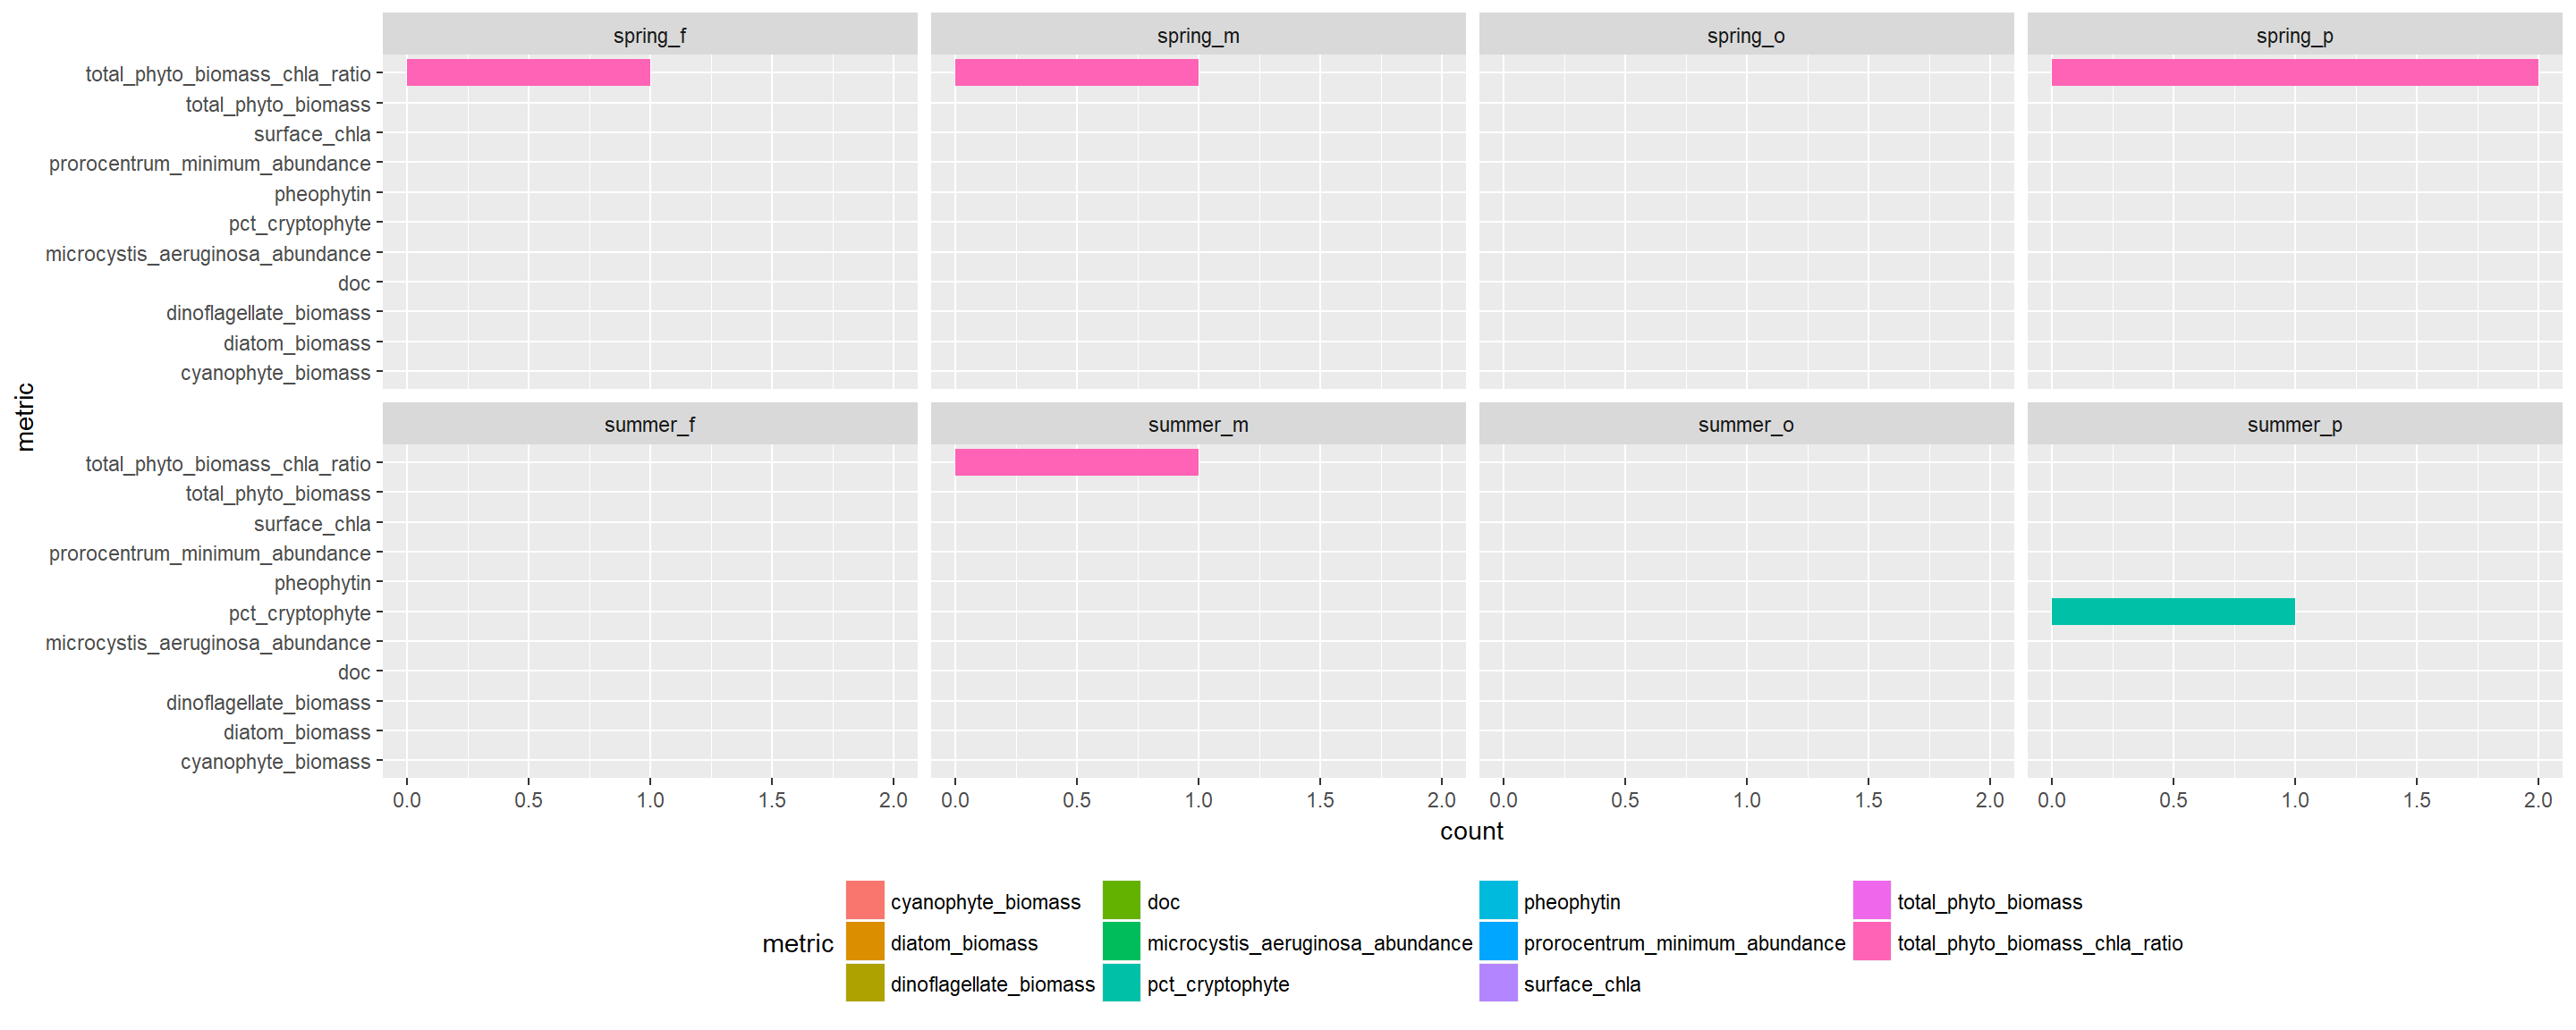 spring_f spring_m spring_o spring_p
total_phyto_biomass_chla_ratio
total_phyto_biomass
surface_chla
prorocentrum_minimum_abundance
pheophytin
pct_cryptophyte
microcystis_aeruginosa_abundance
doc
dinoflagellate_biomass
diatom_biomass
cyanophyte_biomass
metric
summer_f summer_m summer_o summer_p
total_phyto_biomass_chla_ratio
total_phyto_biomass
surface_chla
prorocentrum_minimum_abundance
pheophytin
pct_cryptophyte
microcystis_aeruginosa_abundance
doc
dinoflagellate_biomass
diatom_biomass
cyanophyte_biomass
0.0 0.5 1.0 1.5 2.0 0.0 0.5 1.0 1.5 2.0 0.0 0.5 1.0 1.5 2.0 0.0 0.5 1.0 1.5 2.0
count
cyanophyte_biomass doc pheophytin total_phyto_biomass
metric diatom_biomass microcystis_aeruginosa_abundance prorocentrum_minimum_abundance total_phyto_biomass_chla_ratio
dinoflagellate_biomass pct_cryptophyte surface_chla